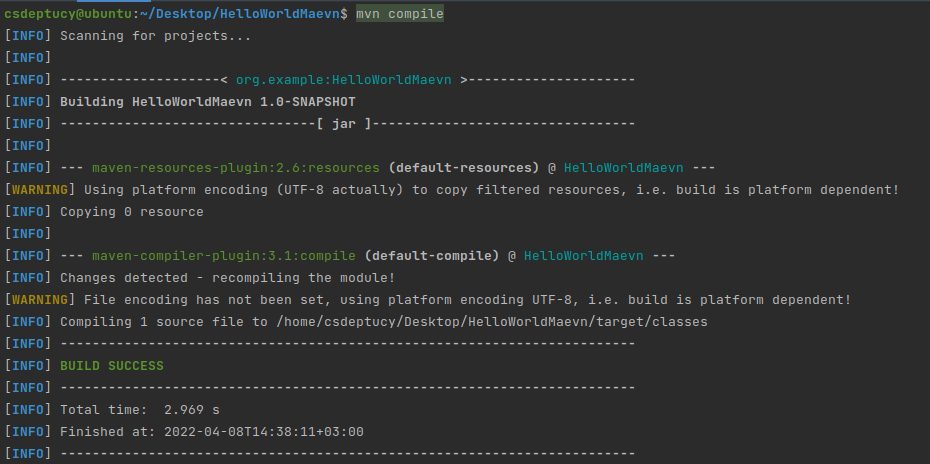 csdeptucy@ubuntu:~/Desktop/HelloWorldMaevn$ mvn compile
[INFO] Scanning for projects...
[INFO]
[INFO] --------------------< org.example:HelloWorldMaevn >---------------------
[INFO] Building HelloWorldMaevn 1.0-SNAPSHOT
[INFO] --------------------------------[ jar ]---------------------------------
[INFO]
[INFO] --- maven-resources-plugin:2.6:resources (default-resources) @ HelloWorldMaevn ---
[WARNING] Using platform encoding (UTF-8 actually) to copy filtered resources, i.e. build is platform dependent!
[INFO] Copying 0 resource
[INFO]
[INFO] --- maven-compiler-plugin:3.1:compile (default-compile) @ HelloWorldMaevn ---
[INFO] Changes detected - recompiling the module!
[WARNING] File encoding has not been set, using platform encoding UTF-8, i.e. build is platform dependent!
[INFO] Compiling 1 source file to /home/csdeptucy/Desktop/HelloWorldMaevn/target/classes
[INFO] ------------------------------------------------------------------------
[INFO] BUILD SUCCESS
[INFO] ------------------------------------------------------------------------
[INFO] Total time:  2.969 s
[INFO] Finished at: 2022-04-08T14:38:11+03:00
[INFO] ------------------------------------------------------------------------